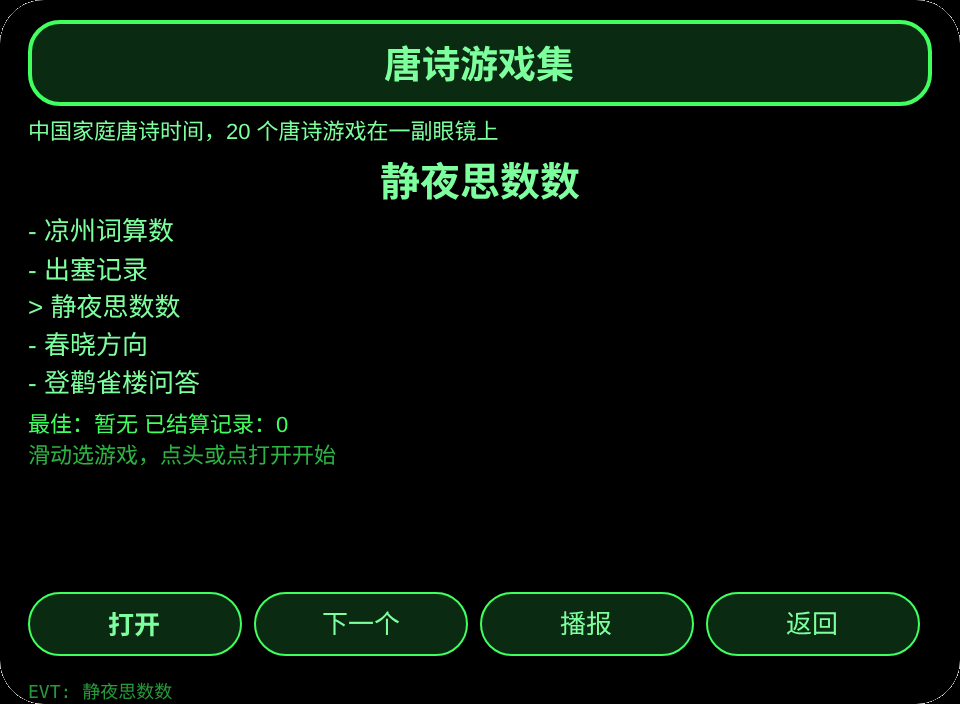 唐诗游戏集
中国家庭唐诗时间，20 个唐诗游戏在一副眼镜上
静夜思数数
- 凉州词算数
- 出塞记录
> 静夜思数数
- 春晓方向
- 登鹳雀楼问答
最佳：暂无 已结算记录：0
滑动选游戏，点头或点打开开始
打开 下一个 播报 返回
EVT: 静夜思数数